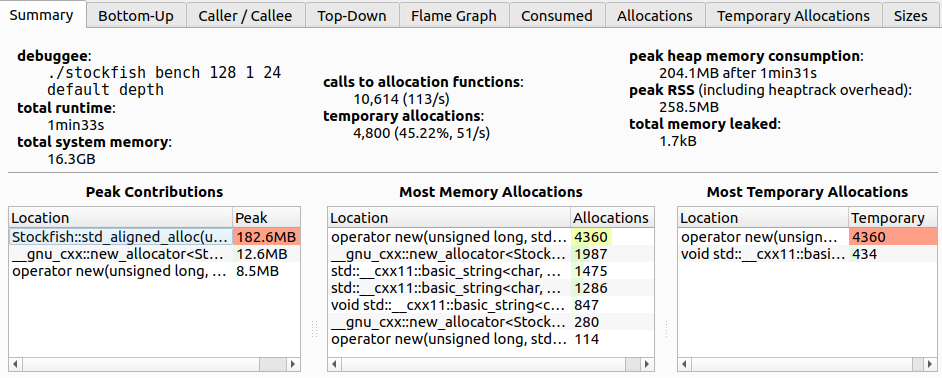 Summary
Bottom-Up
Caller / Callee
Top-Down
Flame Graph
Consumed
Allocations
Temporary Allocations
Sizes
debuggee:
./stockfish bench 128 1 24
default depth
total runtime:
1min33s
total system memory:
16.3GB
calls to allocation functions:
10,614 (113/s)
temporary allocations:
4,800 (45.22%, 51/s)
peak heap memory consumption:
204.1MB after 1min31s
peak RSS (including heaptrack overhead):
258.5MB
total memory leaked:
1.7kB
Peak Contributions
Location Peak
Stockfish::std_aligned_alloc(u... 182.6MB
__gnu_cxx::new_allocator<St... 12.6MB
operator new(unsigned long, ... 8.5MB
Most Memory Allocations
Location Allocations
operator new(unsigned long, std... 4360
__gnu_cxx::new_allocator<Stock... 1987
std::__cxx11::basic_string<char, ... 1475
std::__cxx11::basic_string<char, ... 1286
void std::__cxx11::basic_string<c... 847
__gnu_cxx::new_allocator<Stock... 280
operator new(unsigned long, std... 114
Most Temporary Allocations
Location Temporary
operator new(unsign... 4360
void std::__cxx11::basi... 434